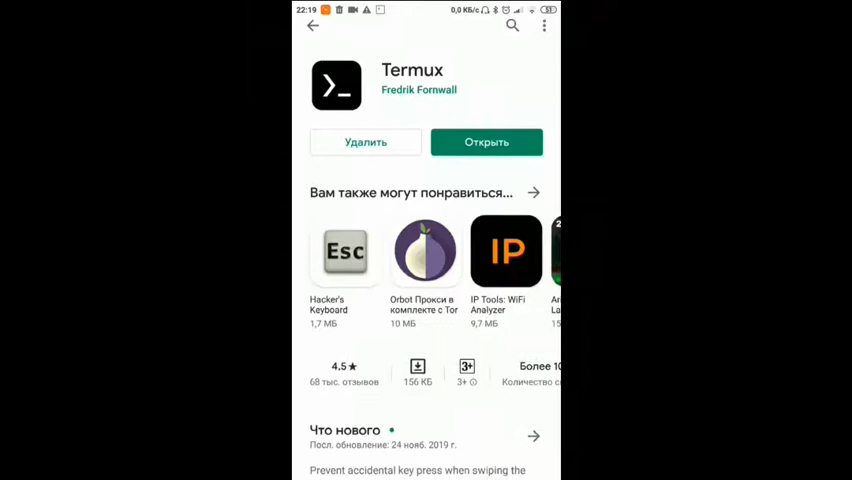 22:19
0,0 КБ/с
51
Termux
Fredrik Fornwall
Удалить
Открыть
Вам также могут понравиться...
Esc
IP
Hacker's
Keyboard
1,7 МБ
Orbot Прокси в
комплекте с Tor
10 МБ
IP Tools: WiFi
Analyzer
9,7 МБ
4,5★
68 тыс. отзывов
156 КБ
3+
3+
Более 10
Количество с
Что нового
Посл. обновление: 24 нояб. 2019 г.
Prevent accidental key press when swiping the